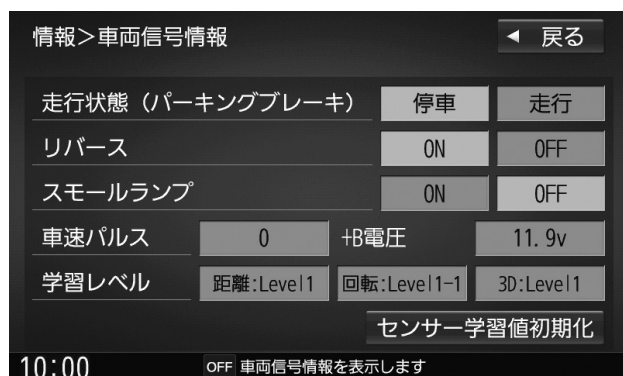 情報＞車両信号情報 ◀ 戻る
走行状態（パーキングブレーキ） 停車 走行
リバース ON OFF
スモールランプ ON OFF
車速パルス 0 +B電圧 11.9v
学習レベル 距離:Level1 回転:Level1-1 3D:Level1
センサー学習値初期化
10:00 OFF 車両信号情報を表示します